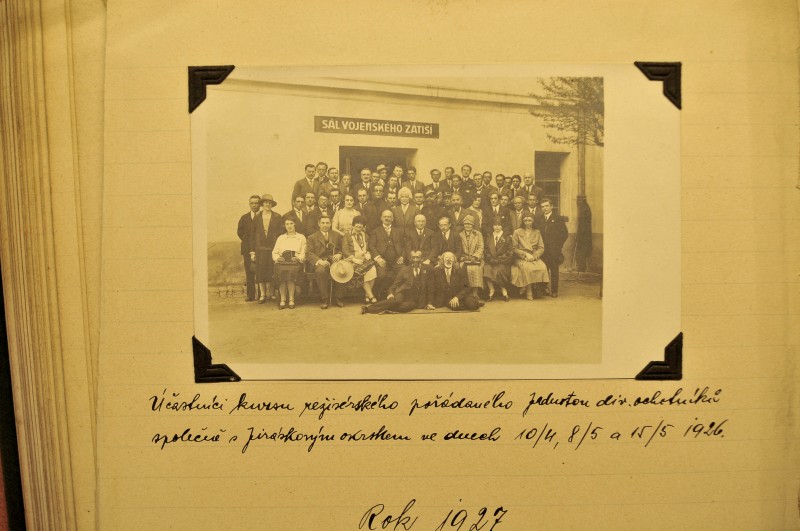 SÁL VOJENSKÉHO ZÁTIŠÍ
Účastníci kursu režisérského pořádaného Jednotou div. ochotníků
společně s Jiráskovým okrskem ve dnech 10/4, 8/5 a 15/5 1926.
Rok 1927